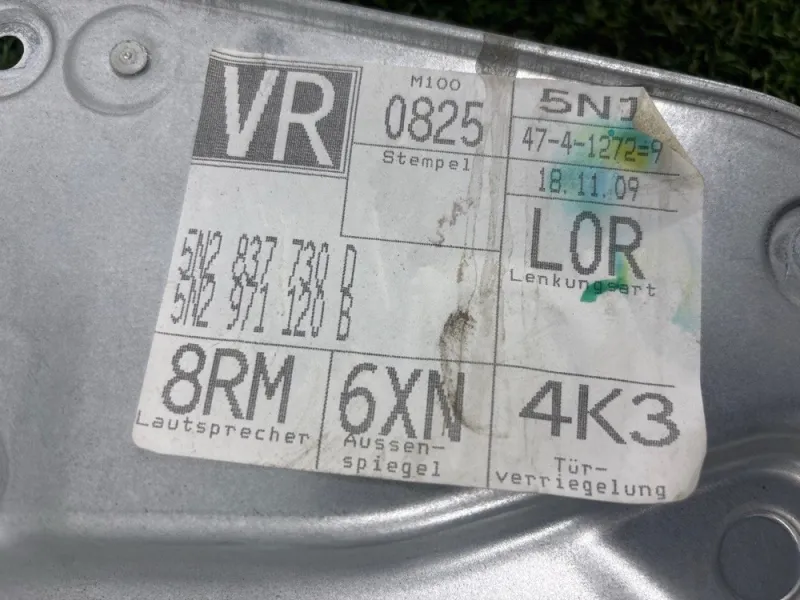 VR
M100
0825
Stempel
5N1
47-4-1272=9
18.11.09
L0R
Lenkungsart
5N2 837 730 D
5N2 971 120 B
8RM
Lautsprecher
6XN
Aussen-
spiegel
4K3
Tür-
verriegelung